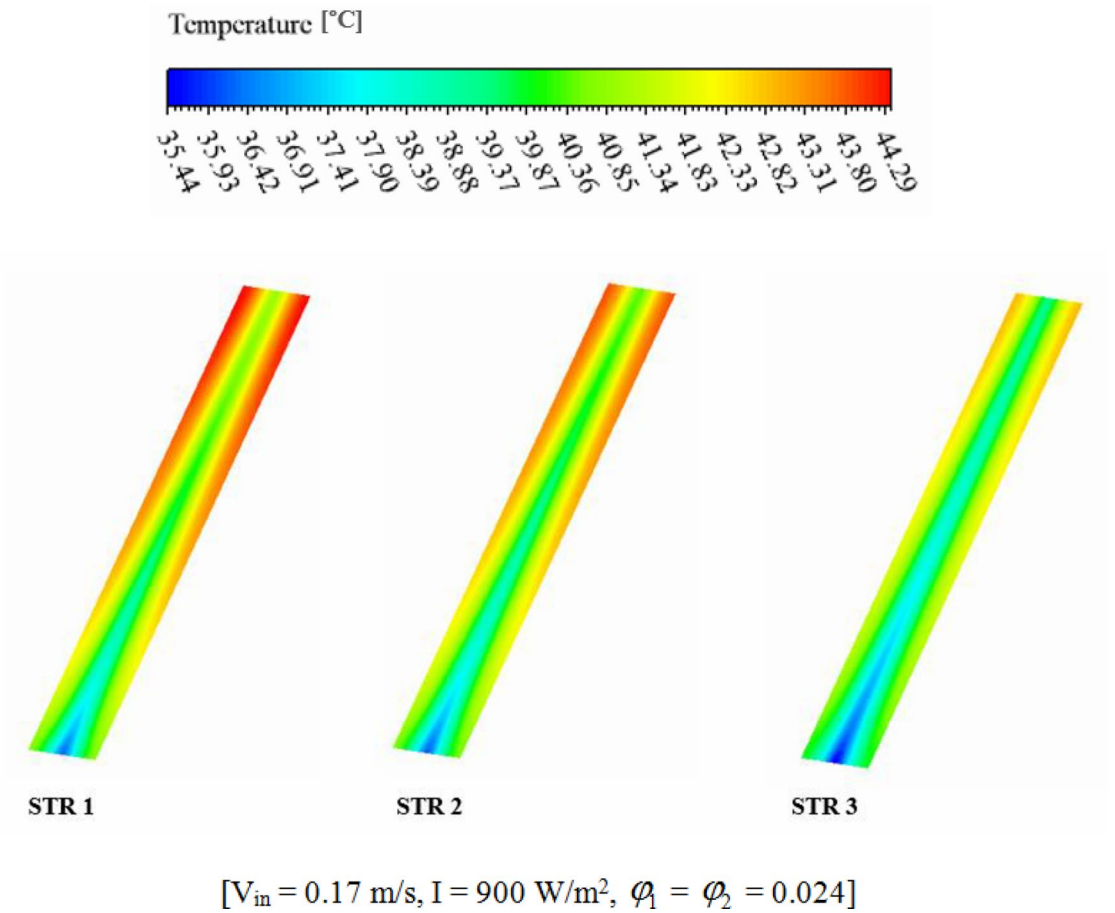 Temperature [°C]
35.44 35.93 36.42 36.91 37.41 37.90 38.39 38.88 39.37 39.87 40.36 40.85 41.34 41.83 42.33 42.82 43.31 43.80 44.29
STR 1 STR 2 STR 3
[V_in = 0.17 m/s, I = 900 W/m², φ₁ = φ₂ = 0.024]